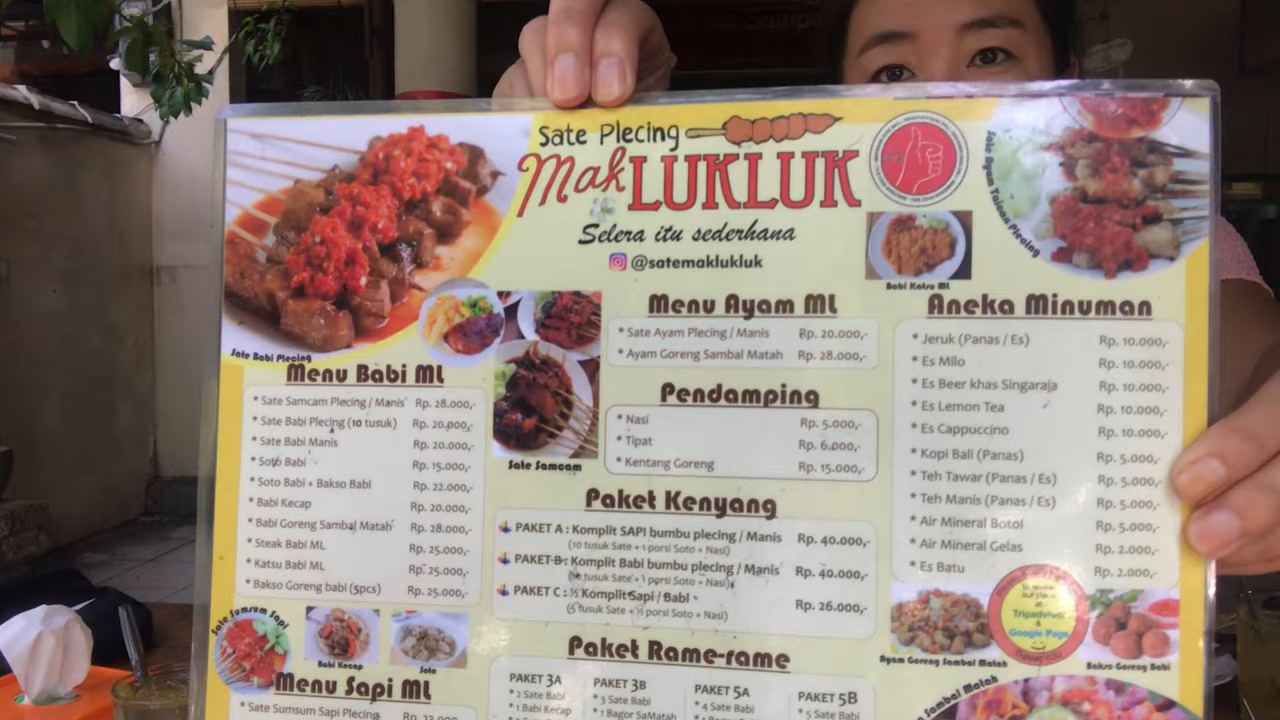 Sate Plecing
Mak LUKLUK
Selera itu sederhana
@satemaklukluk
Sate Babi Plecing
Sate Ayam Taican Plecing
Babi Katsu ML
Sate Samcam
Menu Babi ML
* Sate Samcam Plecing / Manis Rp. 28.000,-
* Sate Babi Plecing (10 tusuk) Rp. 20.000,-
* Sate Babi Manis Rp. 20.000,-
* Soto Babi Rp. 15.000,-
* Soto Babi + Bakso Babi Rp. 22.000,-
* Babi Kecap Rp. 20.000,-
* Babi Goreng Sambal Matah Rp. 28.000,-
* Steak Babi ML Rp. 25.000,-
* Katsu Babi ML Rp. 25.000,-
* Bakso Goreng babi (5pcs) Rp. 25.000,-
Sate Sumsum Sapi
Babi Kecap
Soto
Menu Sapi ML
* Sate Sumsum Sapi Plecing
Menu Ayam ML
* Sate Ayam Plecing / Manis Rp. 20.000,-
* Ayam Goreng Sambal Matah Rp. 28.000,-
Pendamping
* Nasi Rp. 5.000,-
* Tipat Rp. 6.000,-
* Kentang Goreng Rp. 15.000,-
Paket Kenyang
PAKET A : Komplit SAPI bumbu plecing / Manis Rp. 40.000,-
(10 tusuk Sate + 1 porsi Soto + Nasi)
PAKET B : Komplit Babi bumbu plecing / Manis Rp. 40.000,-
(10 tusuk Sate + 1 porsi Soto + Nasi)
PAKET C : ½ Komplit Sapi / Babi Rp. 26.000,-
(5 tusuk Sate + ½ porsi Soto + Nasi)
Paket Rame-rame
PAKET 3A
* 2 Sate Babi
* 1 Babi Kecap
PAKET 3B
* 3 Sate Babi
* 1 Bagor SaMatah
PAKET 5A
* 4 Sate Babi
PAKET 5B
* 5 Sate Babi
Aneka Minuman
* Jeruk (Panas / Es) Rp. 10.000,-
* Es Milo Rp. 10.000,-
* Es Beer khas Singaraja Rp. 10.000,-
* Es Lemon Tea Rp. 10.000,-
* Es Cappuccino Rp. 10.000,-
* Kopi Bali (Panas) Rp. 5.000,-
* Teh Tawar (Panas / Es) Rp. 5.000,-
* Teh Manis (Panas / Es) Rp. 5.000,-
* Air Mineral Botol Rp. 5.000,-
* Air Mineral Gelas Rp. 2.000,-
* Es Batu Rp. 2.000,-
to review
our place
at
Tripadvisor
&
Google Page
Ayam Goreng Sambal Matah
Bakso Goreng Babi
Sambal Matah